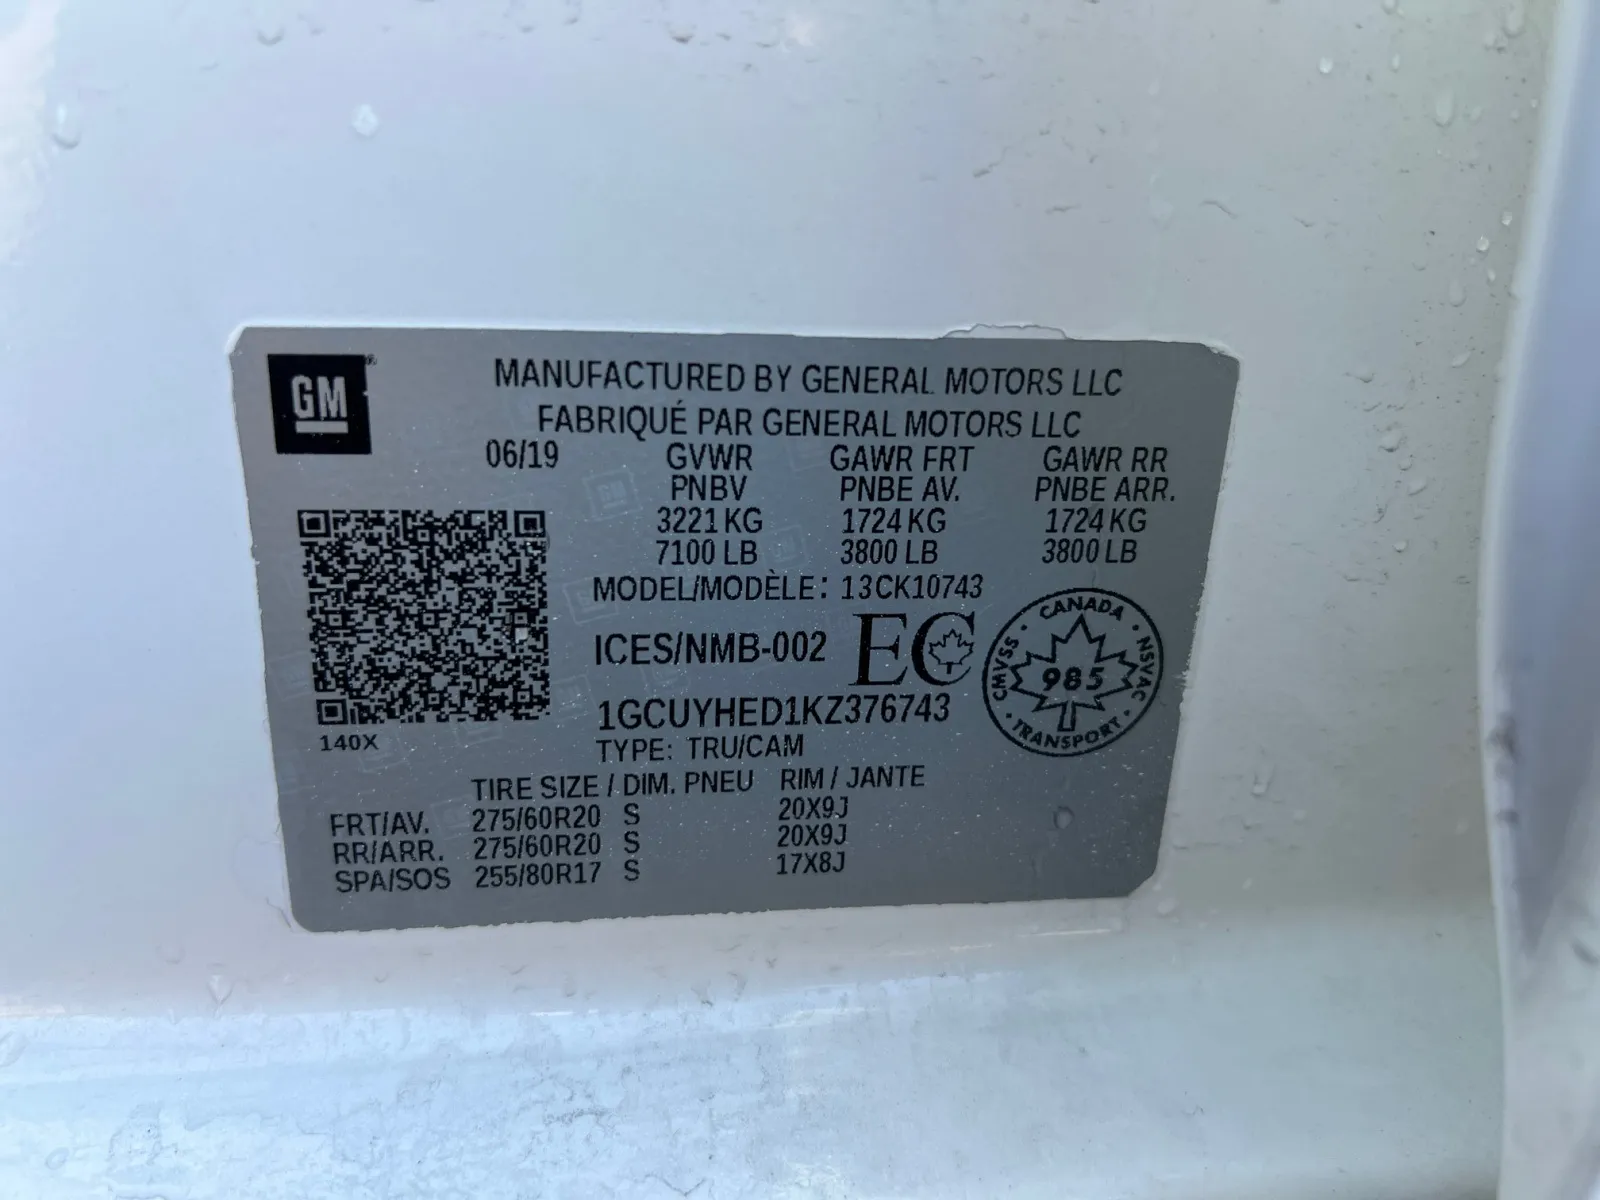 GM
MANUFACTURED BY GENERAL MOTORS LLC
FABRIQUÉ PAR GENERAL MOTORS LLC
06/19 GVWR GAWR FRT GAWR RR
PNBV PNBE AV. PNBE ARR.
3221 KG 1724 KG 1724 KG
7100 LB 3800 LB 3800 LB
MODEL/MODÈLE: 13CK10743
ICES/NMB-002 EC
CANADA
CMVSS 985 NSVAC
TRANSPORT
1GCUYHED1KZ376743
140X
TYPE: TRU/CAM
TIRE SIZE / DIM. PNEU RIM / JANTE
FRT/AV. 275/60R20 S 20X9J
RR/ARR. 275/60R20 S 20X9J
SPA/SOS 255/80R17 S 17X8J